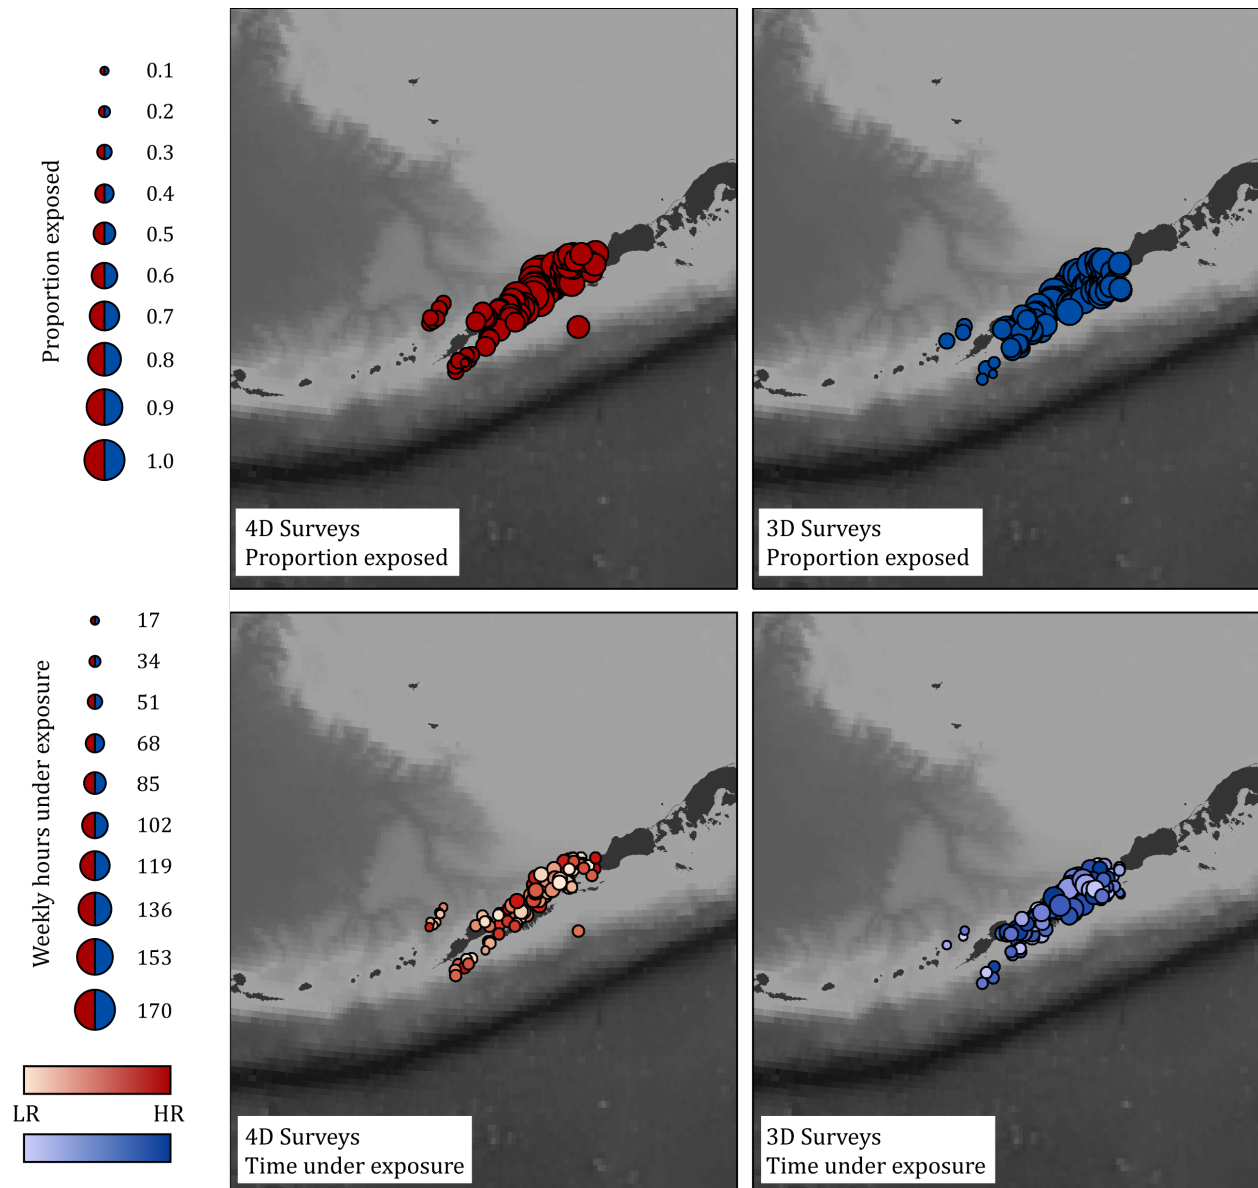 Proportion exposed
0.1
0.2
0.3
0.4
0.5
0.6
0.7
0.8
0.9
1.0
4D Surveys
Proportion exposed
3D Surveys
Proportion exposed
Weekly hours under exposure
17
34
51
68
85
102
119
136
153
170
LR HR
4D Surveys
Time under exposure
3D Surveys
Time under exposure